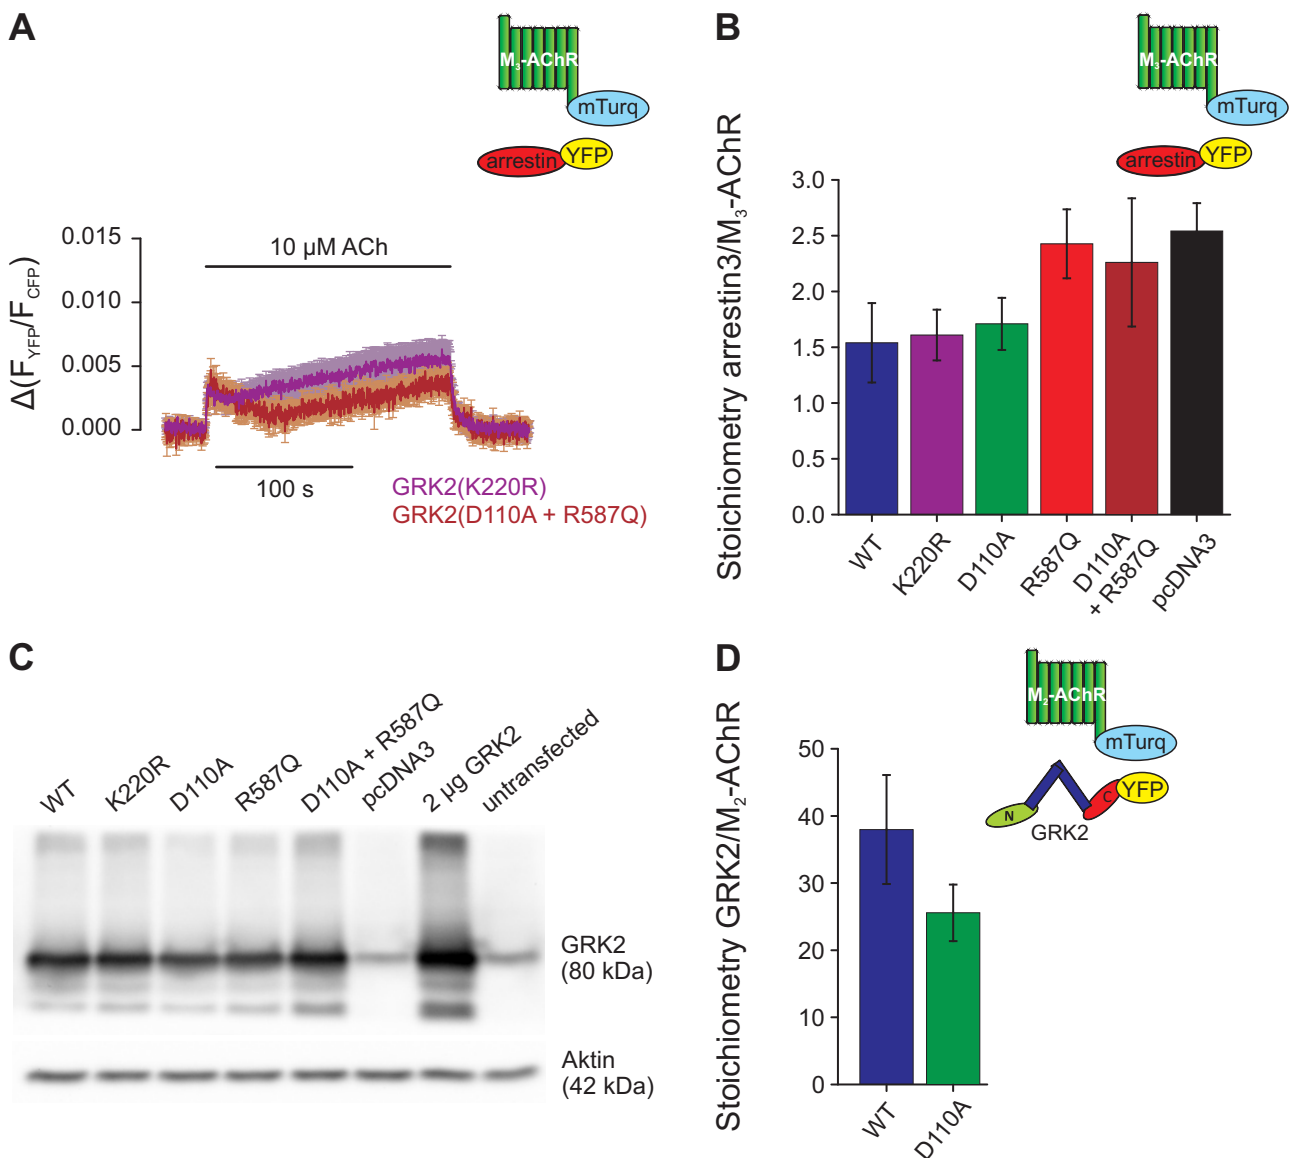 A
M₃-AChR
mTurq
arrestin YFP
0.015
0.010
0.005
0.000
Δ(F_YFP/F_CFP)
10 µM ACh
100 s
GRK2(K220R)
GRK2(D110A + R587Q)
B
M₃-AChR
mTurq
arrestin YFP
Stoichiometry arrestin3/M₃-AChR
3.0
2.5
2.0
1.5
1.0
0.5
0.0
WT
K220R
D110A
R587Q
D110A
+ R587Q
pcDNA3
C
WT
K220R
D110A
R587Q
D110A + R587Q
pcDNA3
2 µg GRK2
untransfected
GRK2
(80 kDa)
Aktin
(42 kDa)
D
M₂-AChR
mTurq
N C YFP
GRK2
Stoichiometry GRK2/M₂-AChR
50
40
30
20
10
0
WT
D110A